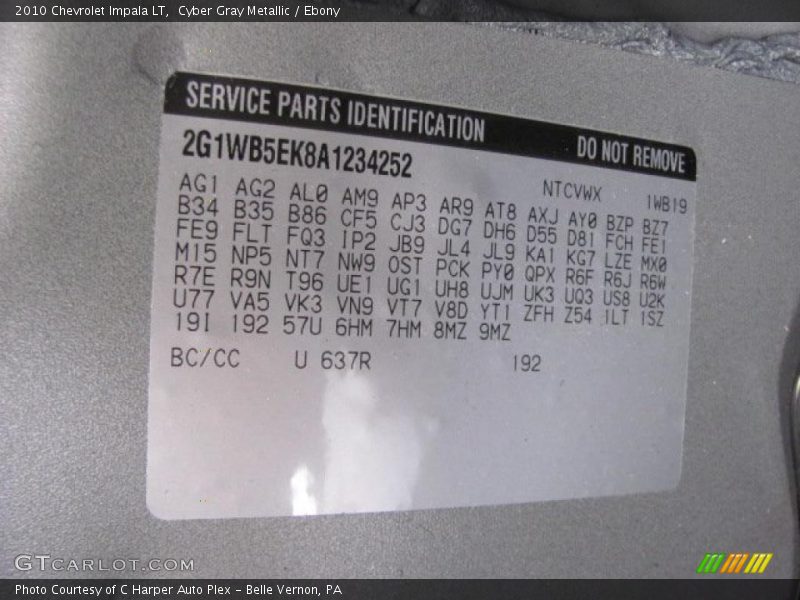 2010 Chevrolet Impala LT, Cyber Gray Metallic / Ebony
SERVICE PARTS IDENTIFICATION DO NOT REMOVE
2G1WB5EK8A1234252 NTCVWX 1WB19
AG1 AG2 AL0 AM9 AP3 AR9 AT8 AXJ AY0 BZP BZ7
B34 B35 B86 CF5 CJ3 DG7 DH6 D55 D81 FCH FE1
FE9 FLT FQ3 IP2 JB9 JL4 JL9 KA1 KG7 LZE MX0
M15 NP5 NT7 NW9 OST PCK PY0 QPX R6F R6J R6W
R7E R9N T96 UE1 UG1 UH8 UJM UK3 UQ3 US8 U2K
U77 VA5 VK3 VN9 VT7 V8D YT1 ZFH Z54 1LT 1SZ
19I 192 57U 6HM 7HM 8MZ 9MZ
BC/CC U 637R 192
GTCARLOT.COM
Photo Courtesy of C Harper Auto Plex – Belle Vernon, PA